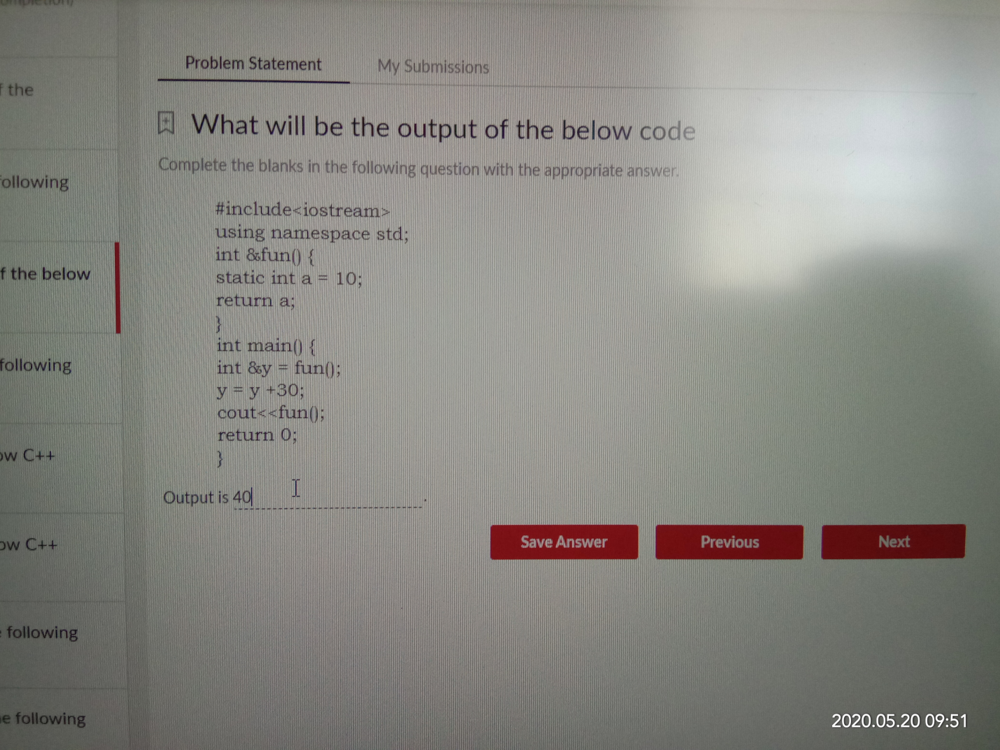 Problem Statement
My Submissions
What will be the output of the below code
Complete the blanks in the following question with the appropriate answer.
#include<iostream>
using namespace std;
int &fun() {
static int a = 10;
return a;
}
int main() {
int &y = fun();
y = y +30;
cout<<fun();
return 0;
}
Output is 40 .
Save Answer
Previous
Next
f the
ollowing
f the below
following
ow C++
ow C++
following
e following
2020.05.20 09:51